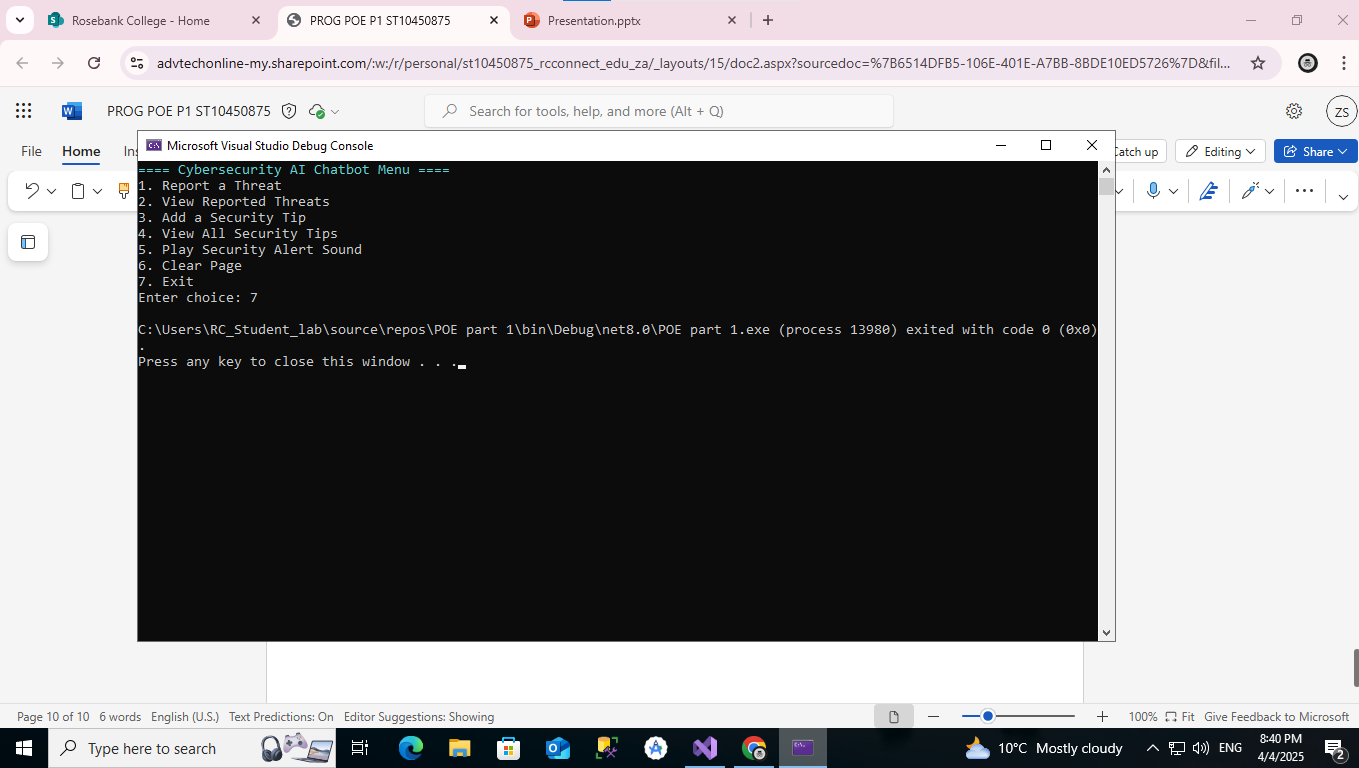 Rosebank College - Home
PROG POE P1 ST10450875
Presentation.pptx
advtechonline-my.sharepoint.com/:w:/r/personal/st10450875_rcconnect_edu_za/_layouts/15/doc2.aspx?sourcedoc=%7B6514DFB5-106E-401E-A7BB-8BDE10ED5726%7D&fil...
W
PROG POE P1 ST10450875
Search for tools, help, and more (Alt + Q)
ZS
File
Home
Ins
Catch up
Editing
Share
Microsoft Visual Studio Debug Console
==== Cybersecurity AI Chatbot Menu ====
1. Report a Threat
2. View Reported Threats
3. Add a Security Tip
4. View All Security Tips
5. Play Security Alert Sound
6. Clear Page
7. Exit
Enter choice: 7
C:\Users\RC_Student_lab\source\repos\POE part 1\bin\Debug\net8.0\POE part 1.exe (process 13980) exited with code 0 (0x0)
.
Press any key to close this window . . .
Page 10 of 10
6 words
English (U.S.)
Text Predictions: On
Editor Suggestions: Showing
100%
Fit
Give Feedback to Microsoft
Type here to search
10°C
Mostly cloudy
ENG
8:40 PM
4/4/2025
2